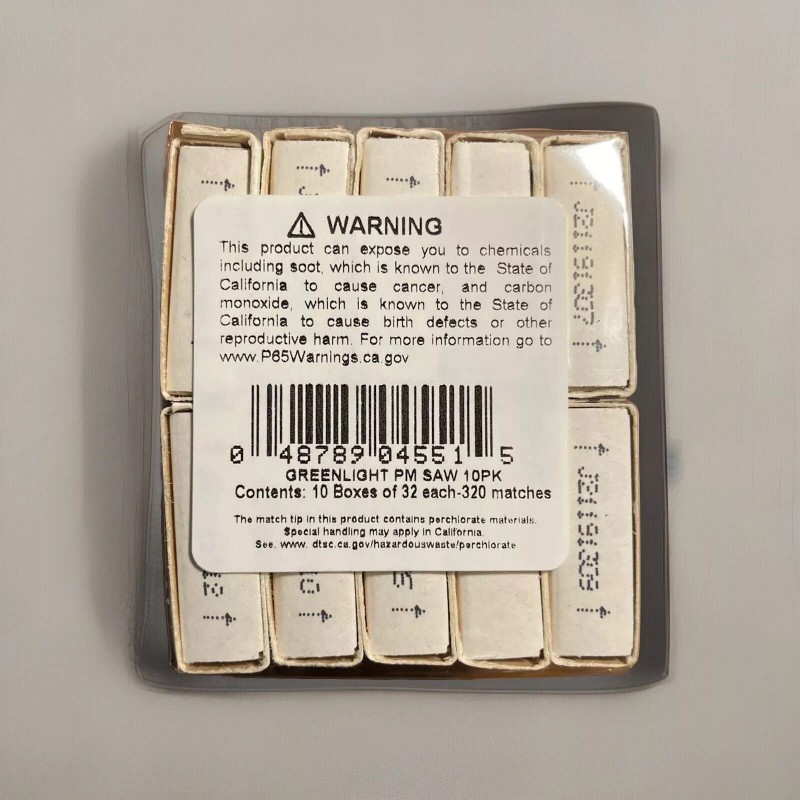 ⚠ WARNING
This product can expose you to chemicals
including soot, which is known to the State of
California to cause cancer, and carbon
monoxide, which is known to the State of
California to cause birth defects or other
reproductive harm. For more information go to
www.P65Warnings.ca.gov
0 48789 04551 5
GREENLIGHT PM SAW 10PK
Contents: 10 Boxes of 32 each-320 matches
The match tip in this product contains perchlorate materials.
Special handling may apply in California.
See. www. dtsc.ca.gov/hazardouswaste/perchlorate